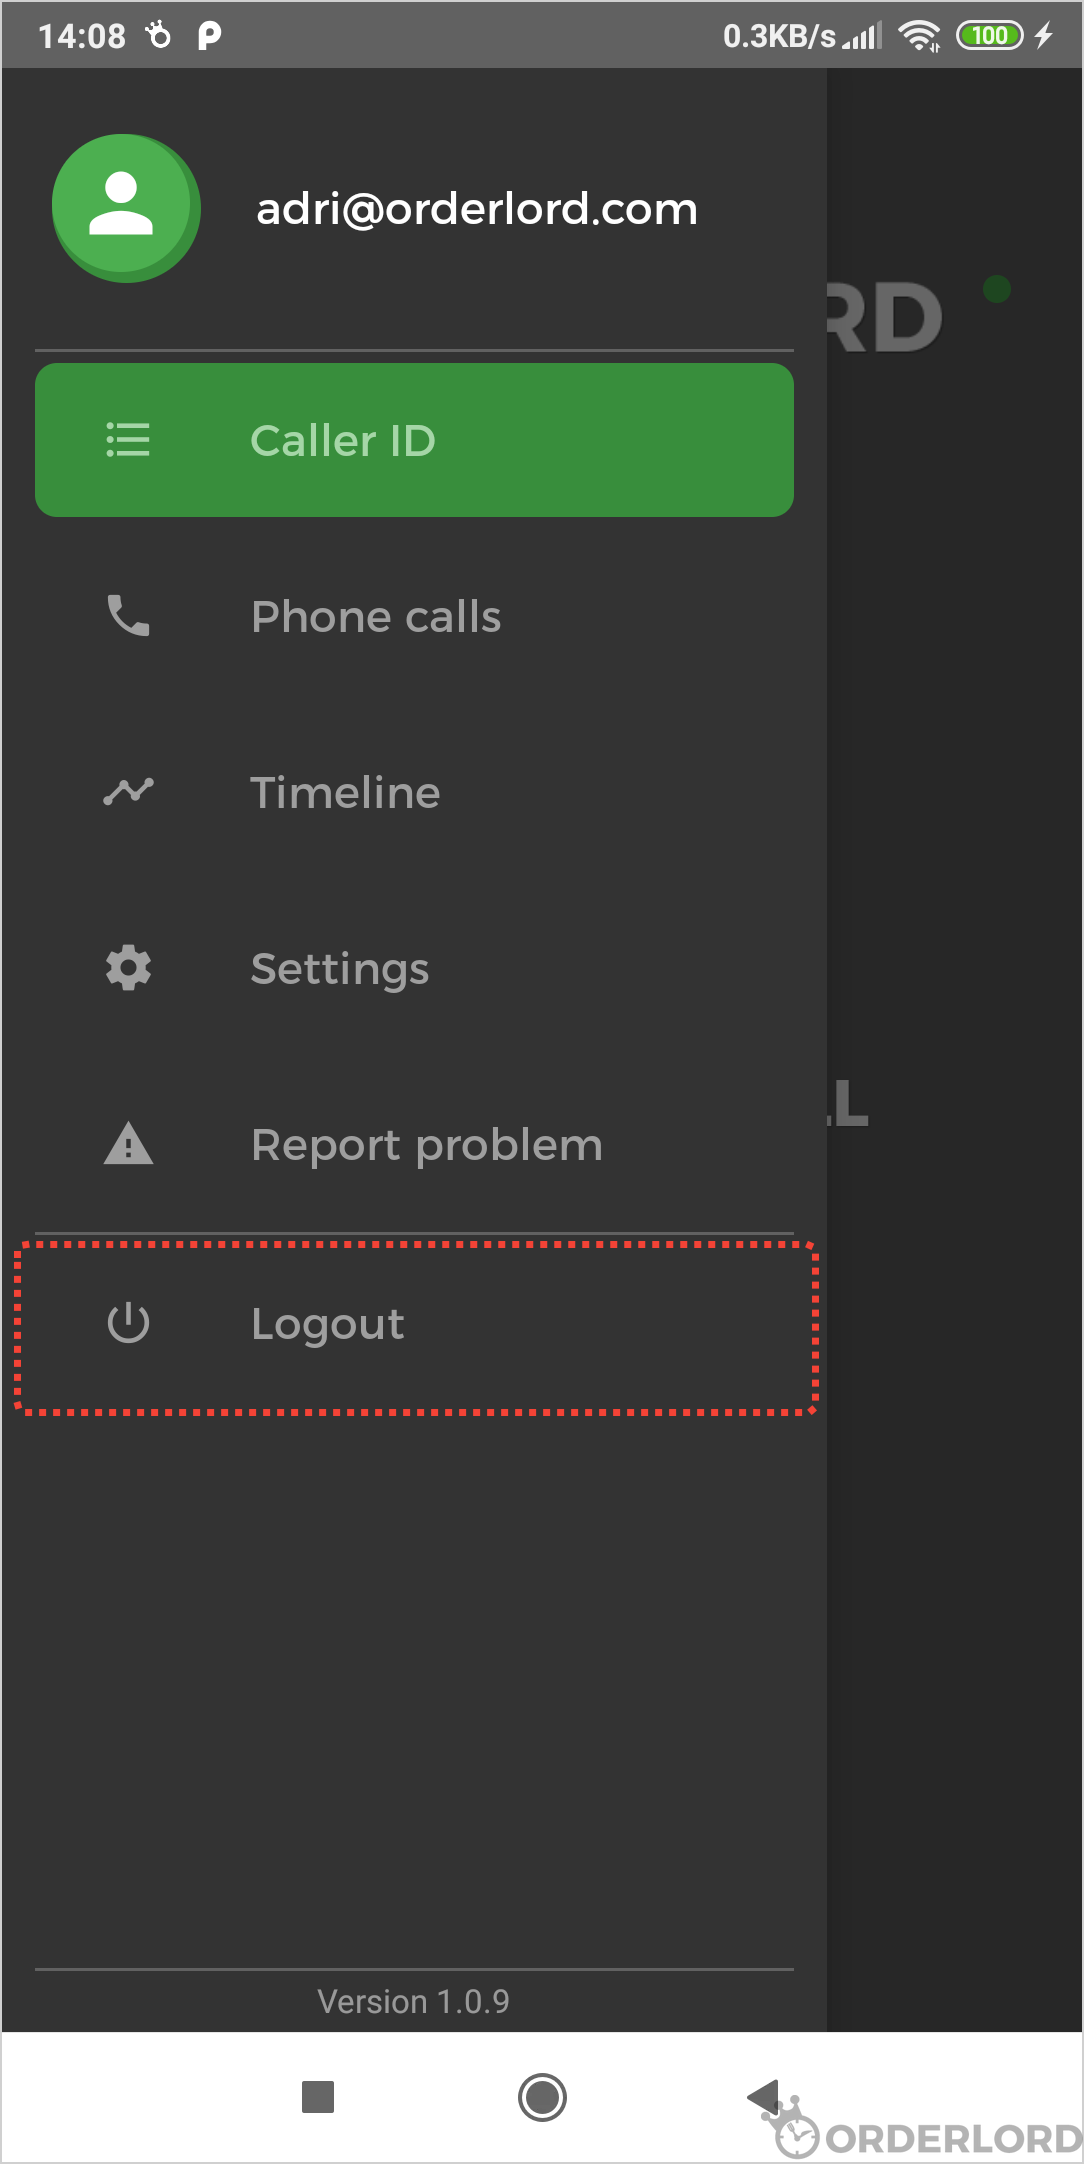 14:08 0.3KB/s 100
adri@orderlord.com
RD
Caller ID
Phone calls
Timeline
Settings
LL
Report problem
Logout
Version 1.0.9
ORDERLORD